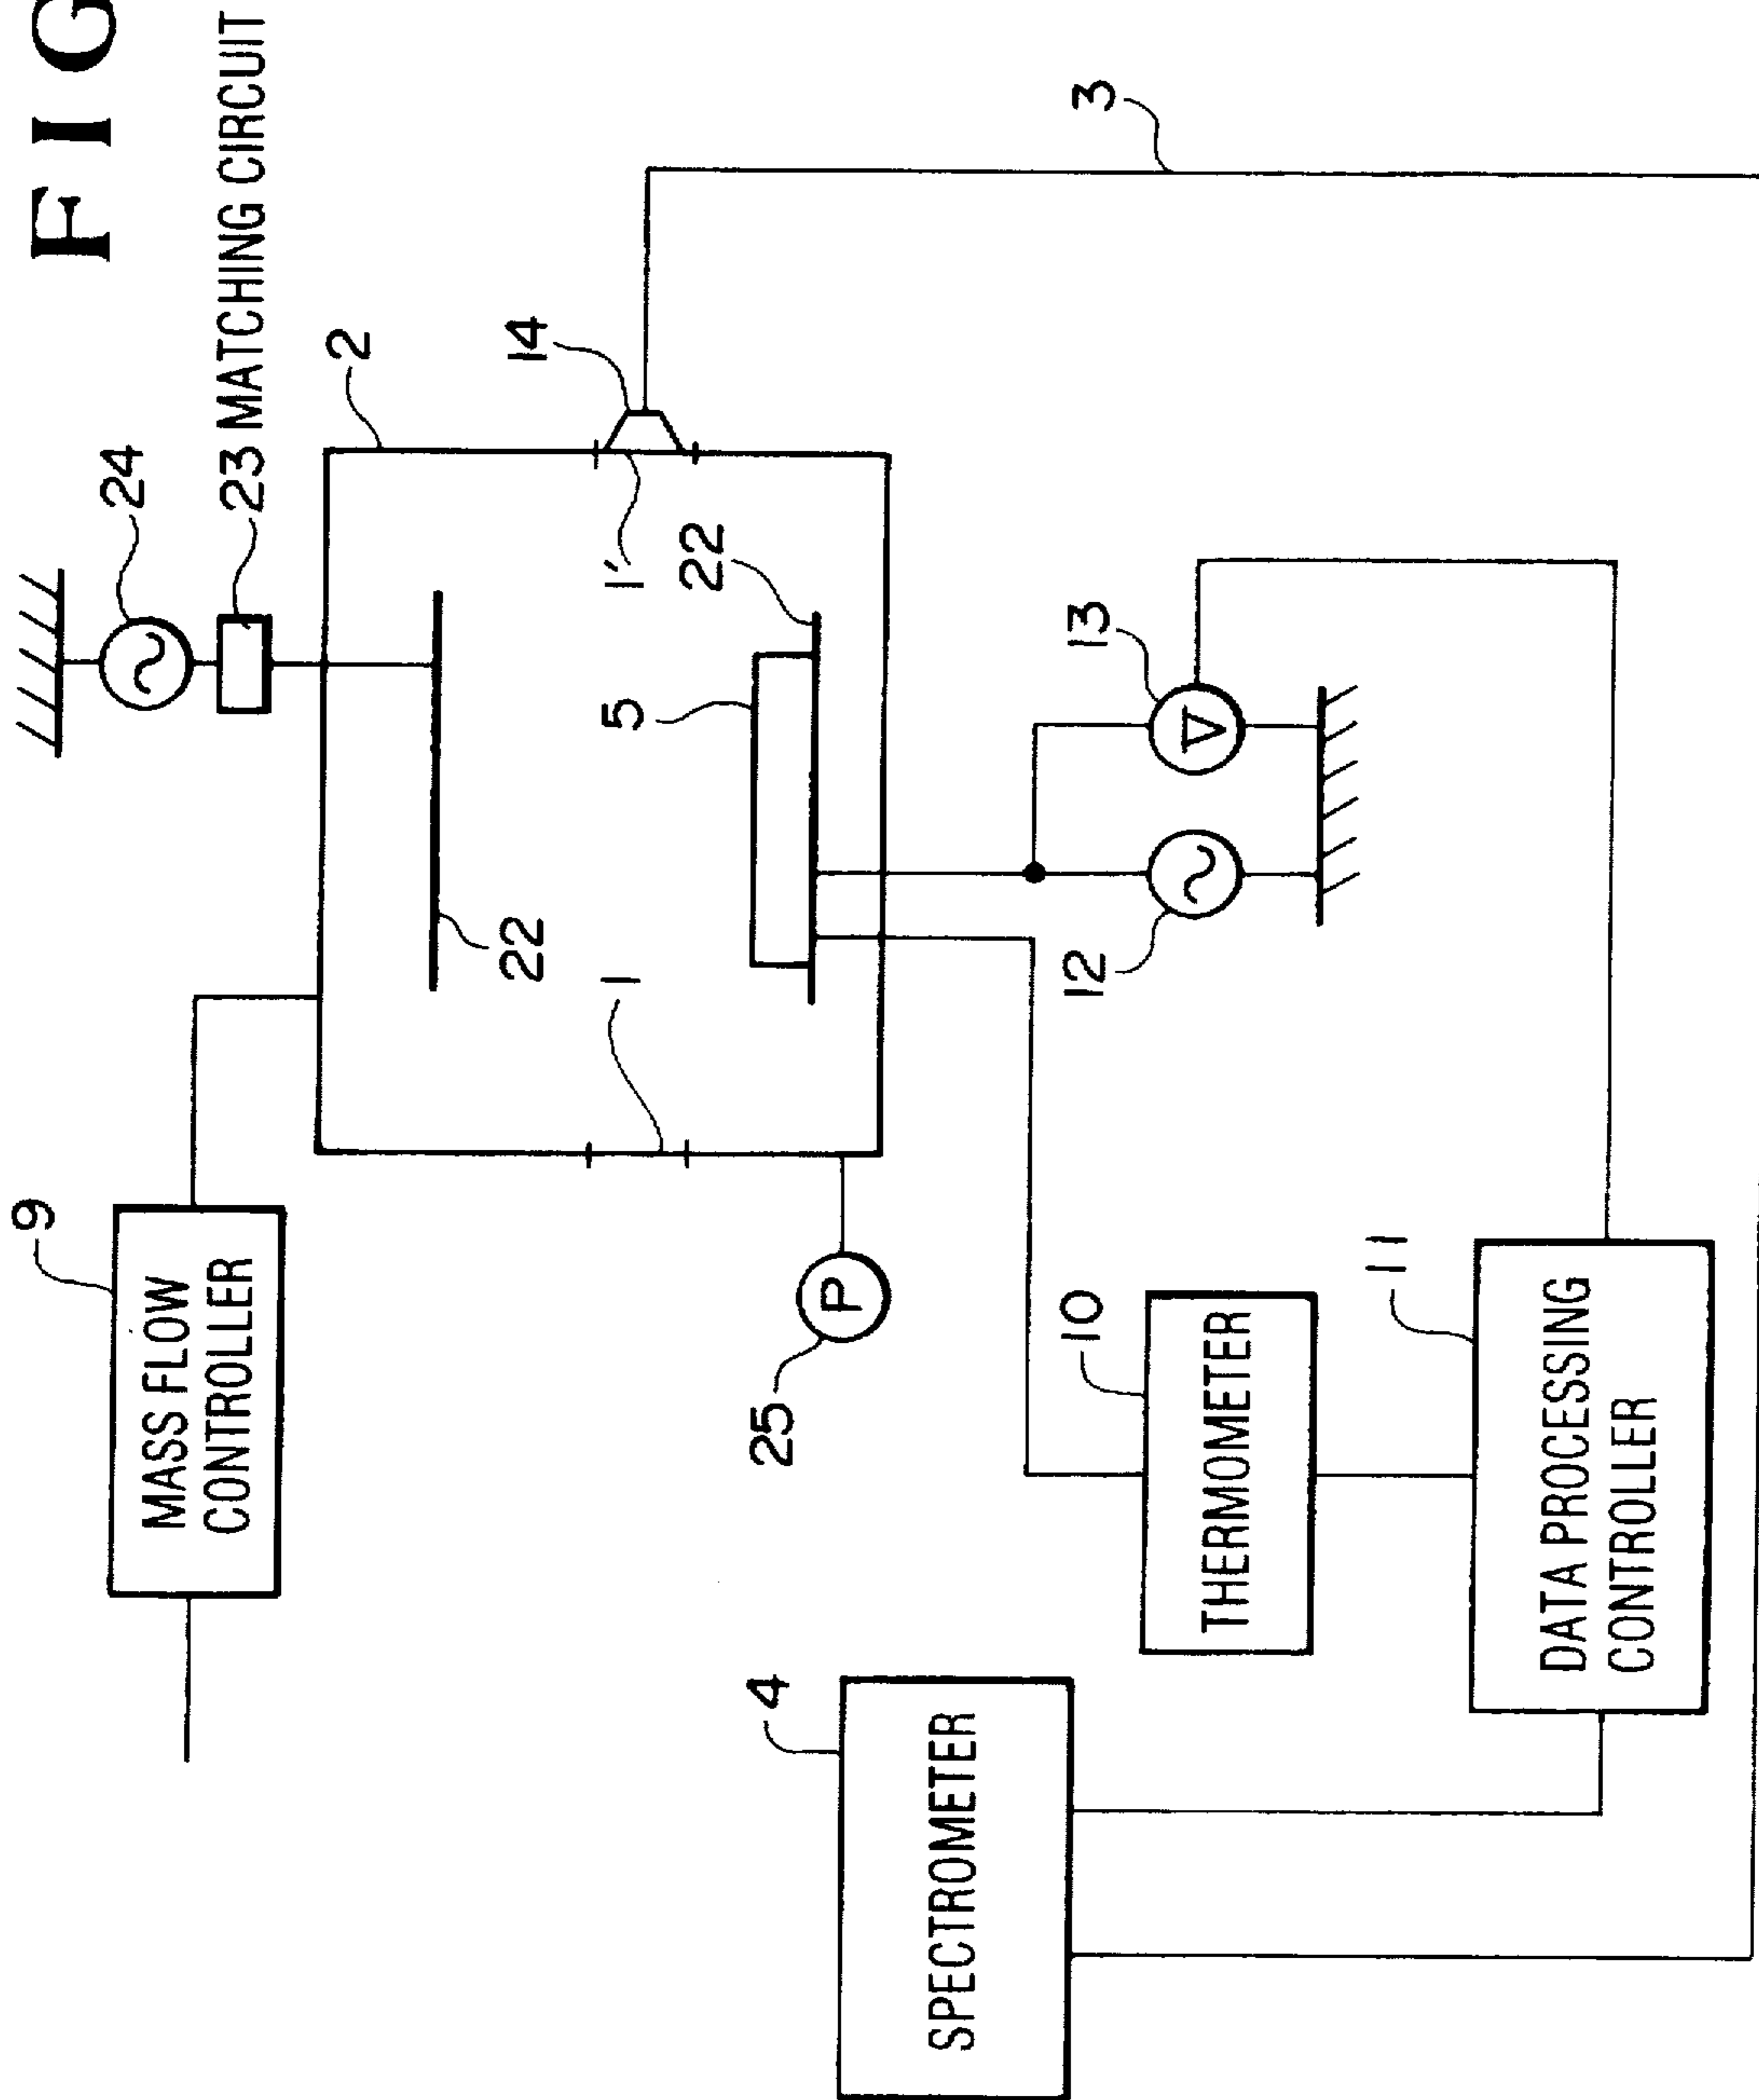 FIG
24
23 MATCHING CIRCUIT
9
MASS FLOW
CONTROLLER
2
14
3
22
1'
1
5
22
25
P
13
V
12
10
THERMOMETER
4
SPECTROMETER
11
DATA PROCESSING
CONTROLLER